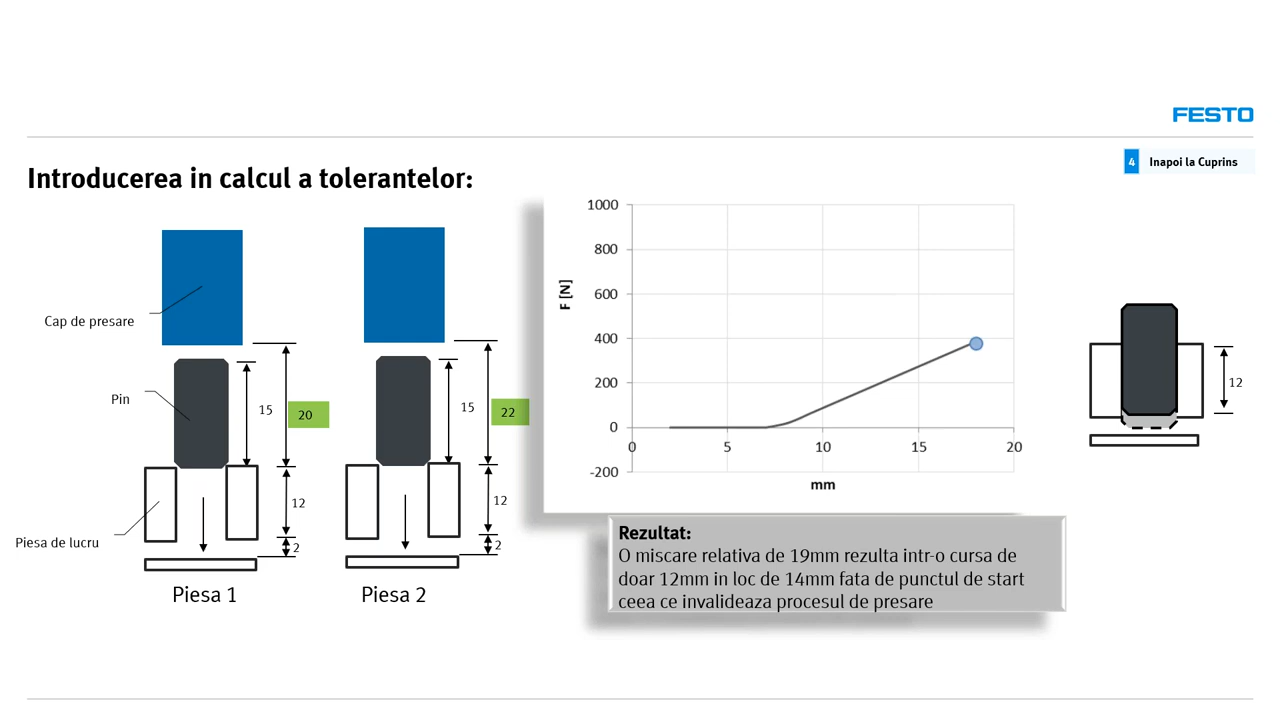 FESTO
4 Inapoi la Cuprins
Introducerea in calcul a tolerantelor:
Cap de presare
Pin
Piesa de lucru
15
20
12
2
Piesa 1
15
22
12
2
Piesa 2
F [N]
1000
800
600
400
200
0
-200
0 5 10 15 20
mm
12
Rezultat:
O miscare relativa de 19mm rezulta intr-o cursa de
doar 12mm in loc de 14mm fata de punctul de start
ceea ce invalideaza procesul de presare